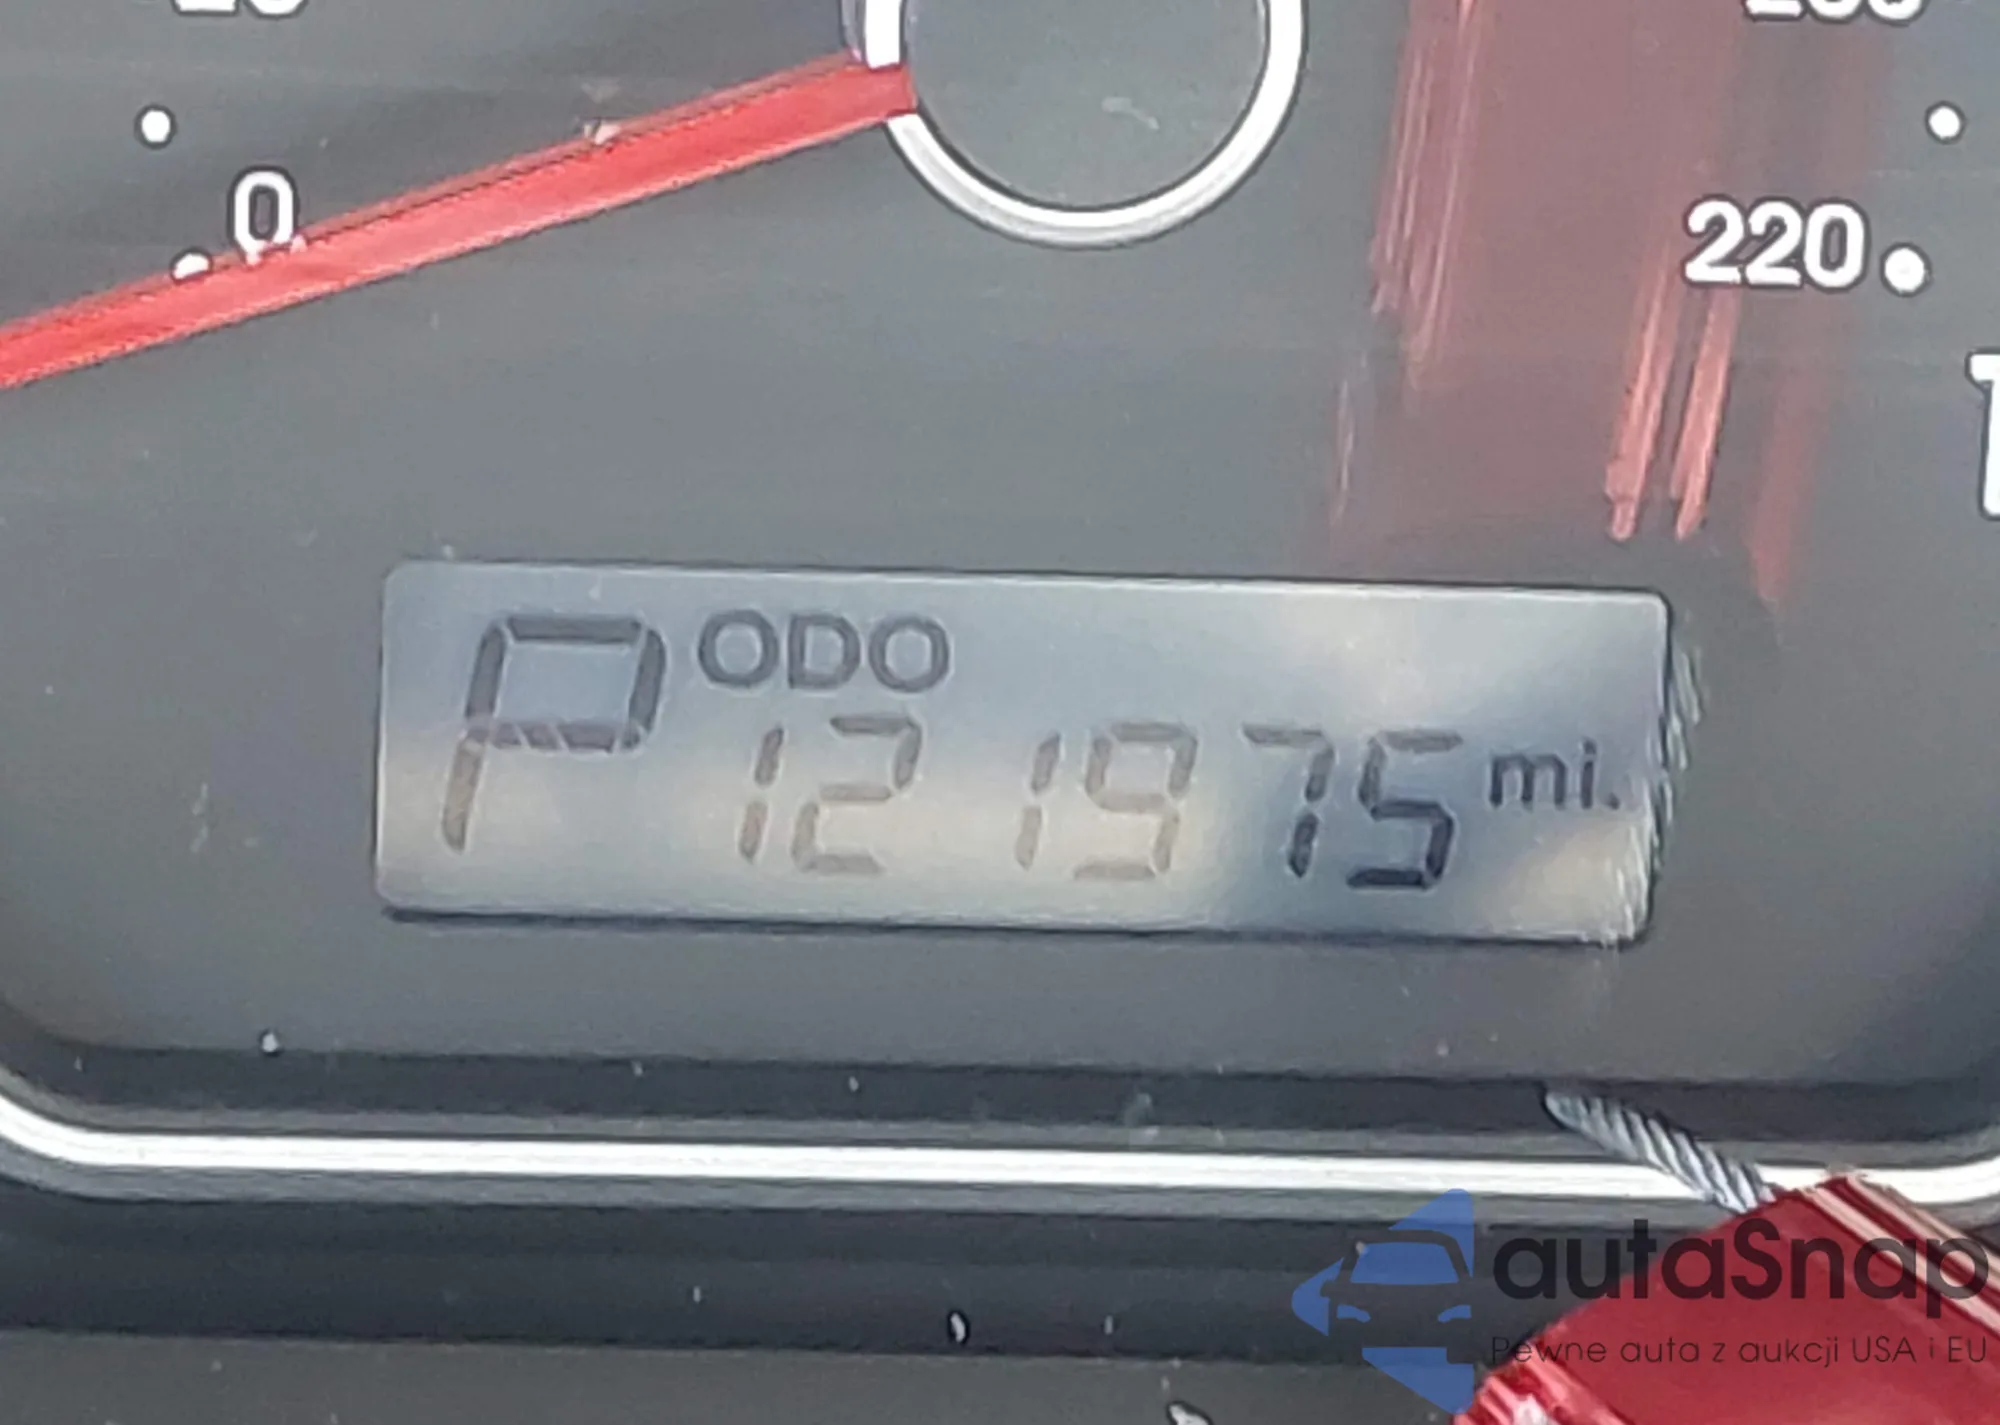 0
220
P ODO
121975 mi.
autaSnap
Pewne auta z aukcji USA i EU